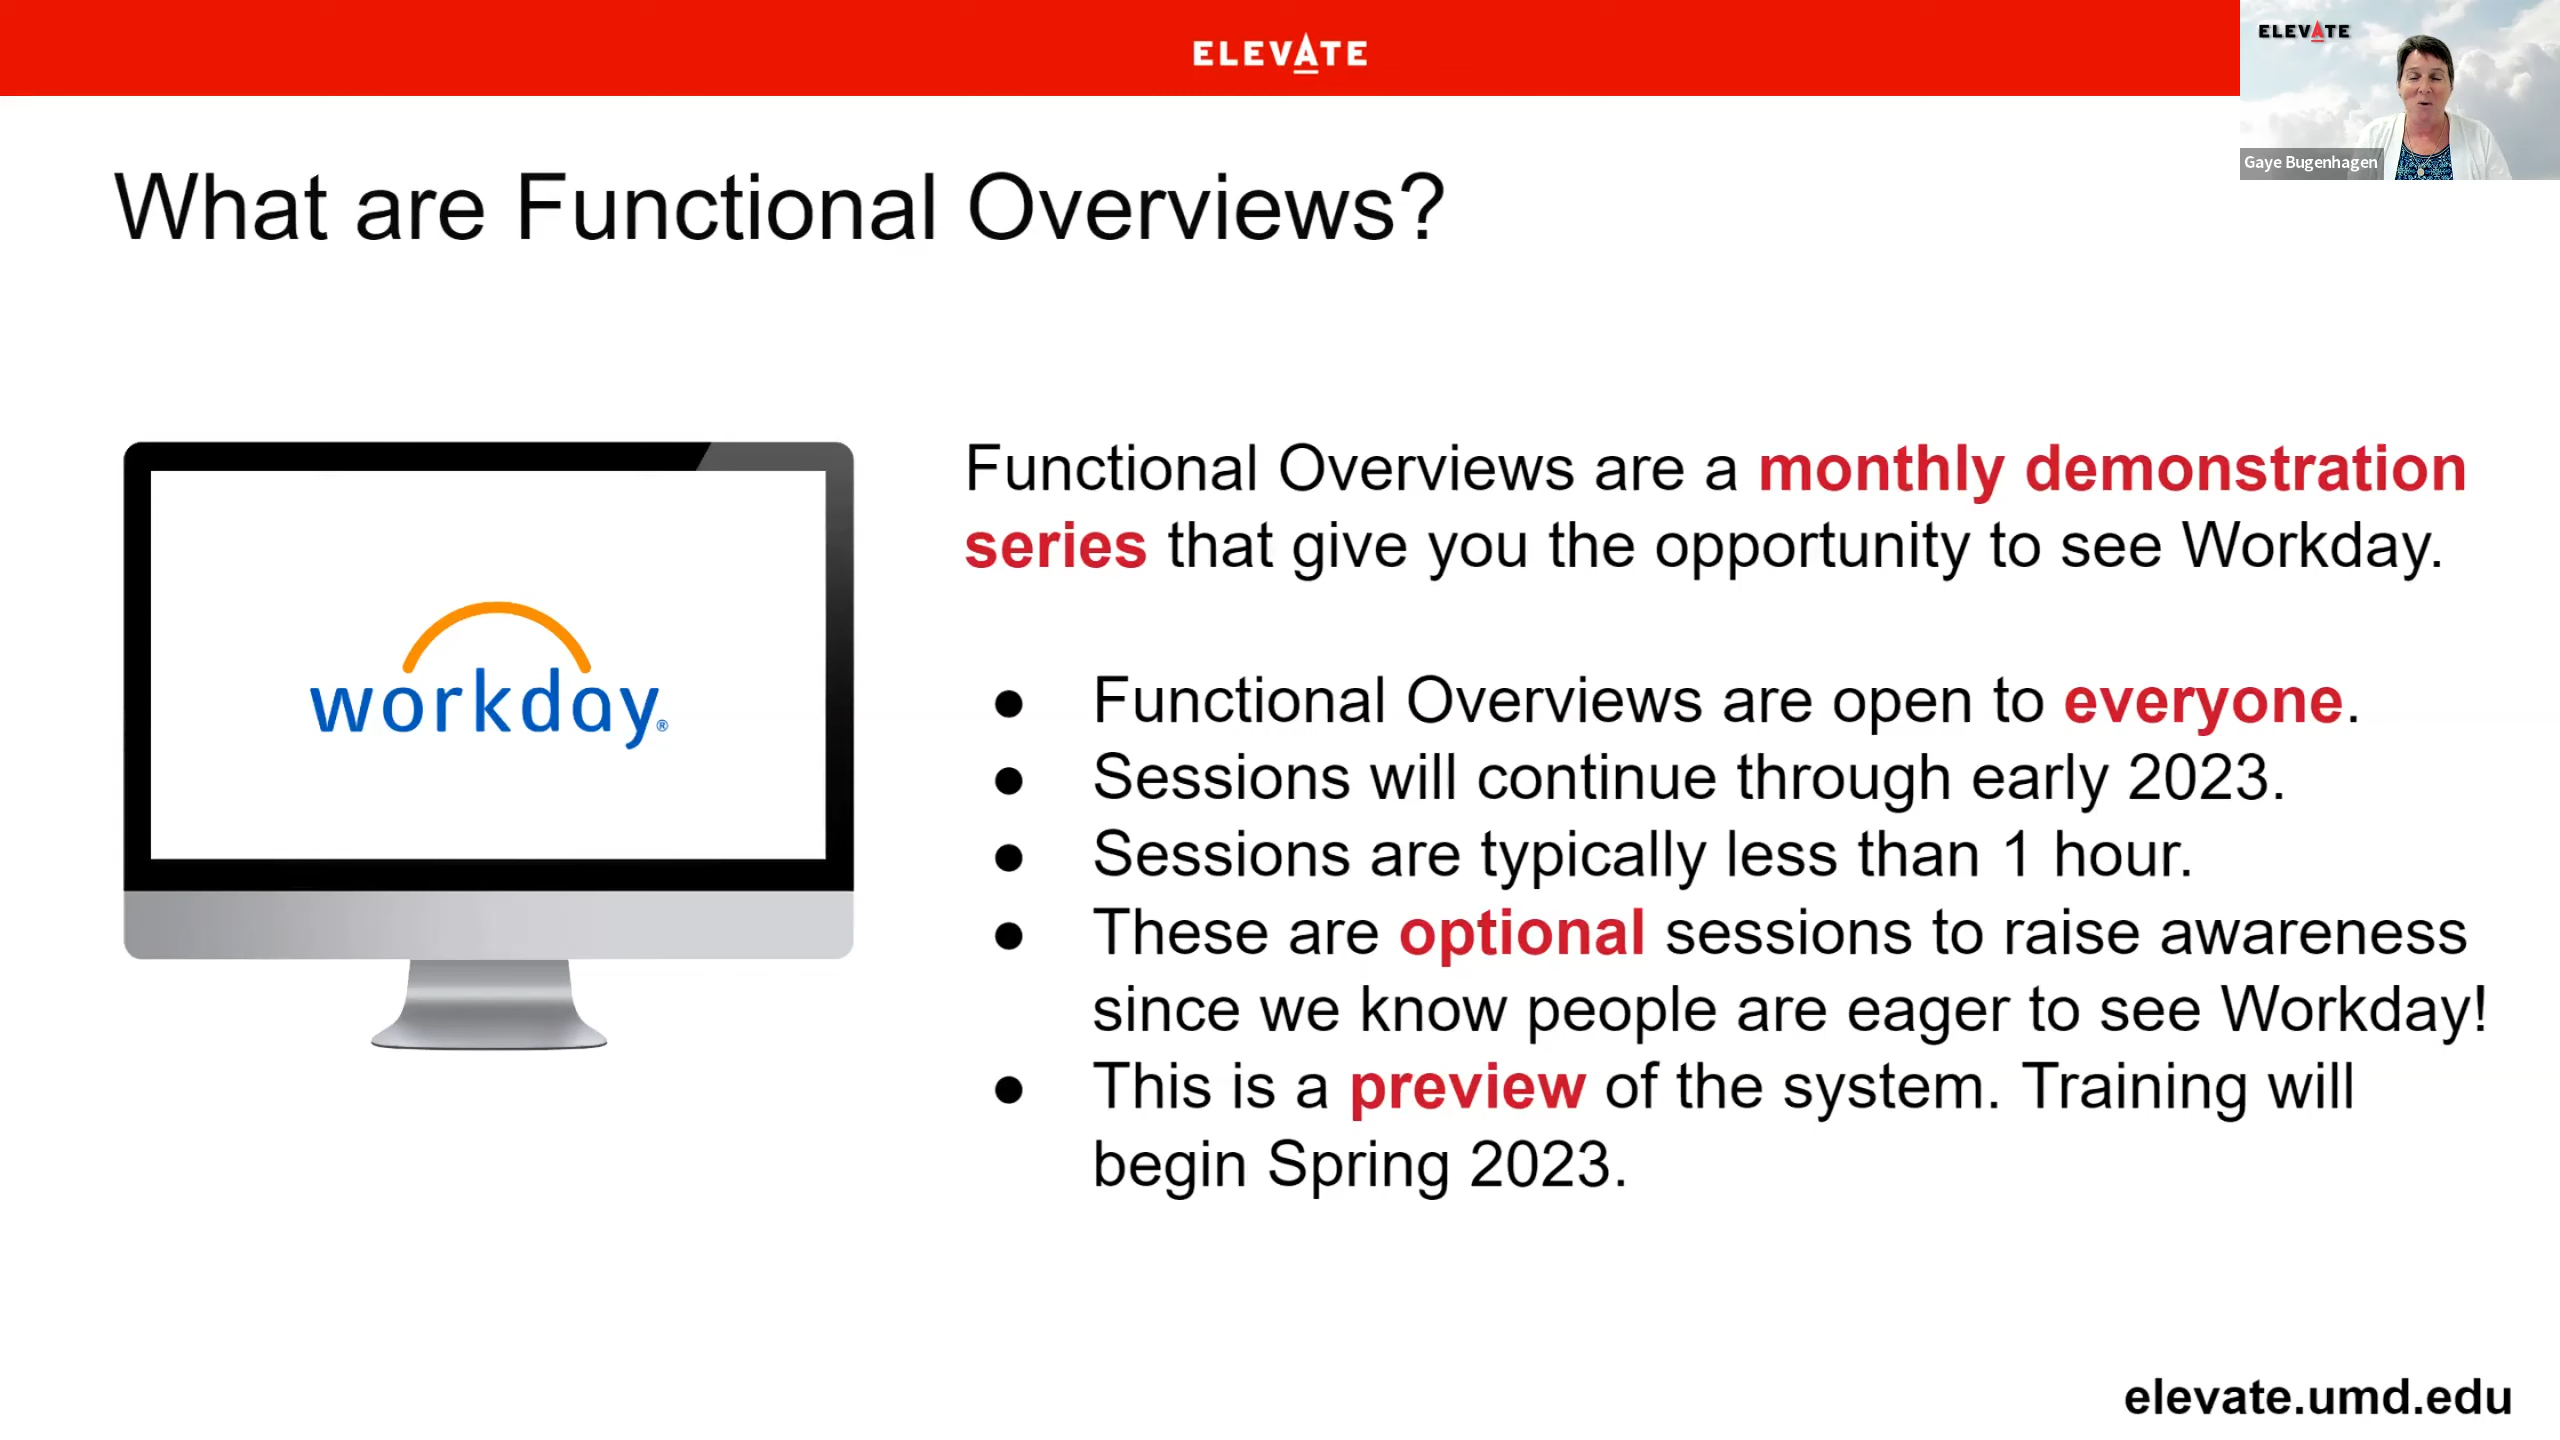 ELEVATE
ELEVATE
Gaye Bugenhagen
What are Functional Overviews?
workday®
Functional Overviews are a monthly demonstration
series that give you the opportunity to see Workday.
● Functional Overviews are open to everyone.
● Sessions will continue through early 2023.
● Sessions are typically less than 1 hour.
● These are optional sessions to raise awareness
since we know people are eager to see Workday!
● This is a preview of the system. Training will
begin Spring 2023.
elevate.umd.edu